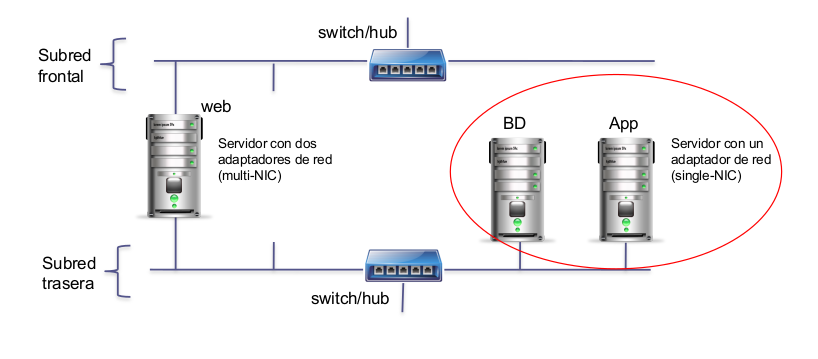 switch/hub
Subred
frontal
web
BD
App
Servidor con dos
adaptadores de red
(multi-NIC)
Servidor con un
adaptador de red
(single-NIC)
Subred
trasera
switch/hub